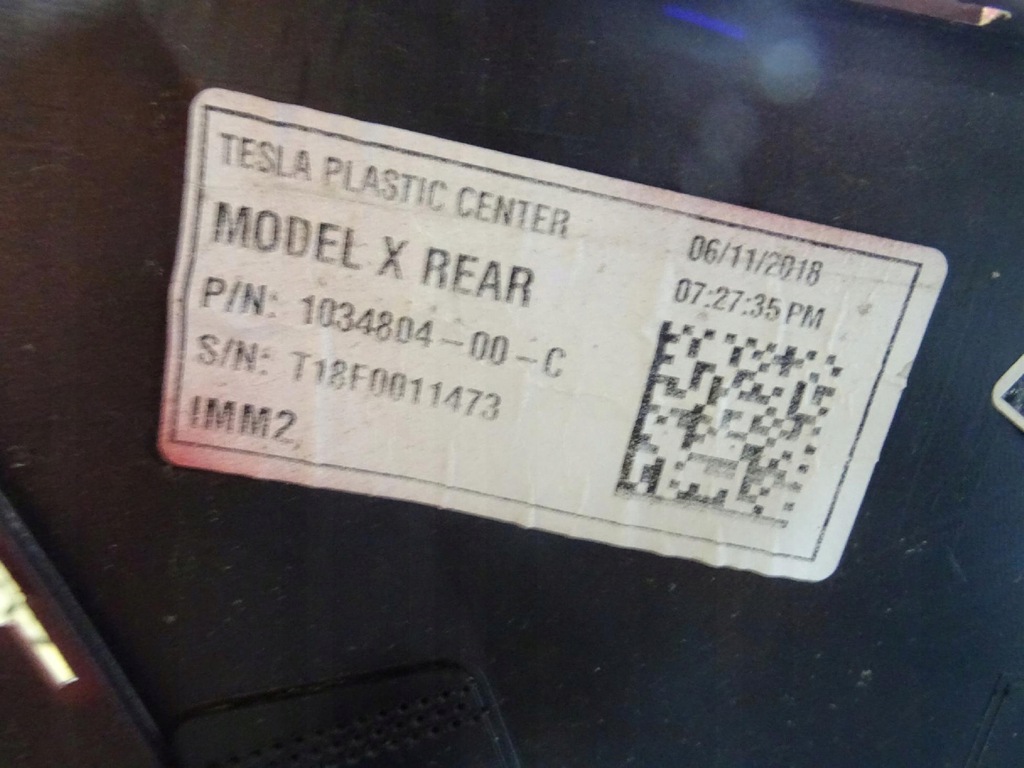 TESLA PLASTIC CENTER
MODEL X REAR
P/N: 1034804-00-C
S/N: T18F0011473
IMM2
06/11/2018
07:27:35 PM